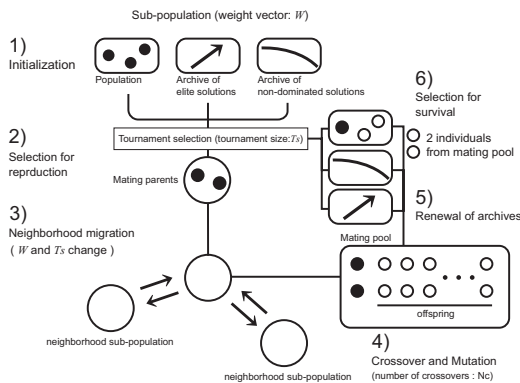 Sub-population (weight vector: W)
1)
Initialization
Population
Archive of
elite solutions
Archive of
non-dominated solutions
2)
Selection for
reprduction
Tournament selection (tournament size:Ts)
Mating parents
3)
Neighborhood migration
( W and Ts change )
neighborhood sub-population
neighborhood sub-population
6)
Selection for
survival
2 individuals
from mating pool
5)
Renewal of archives
Mating pool
offspring
4)
Crossover and Mutation
(number of crossovers : Nc)